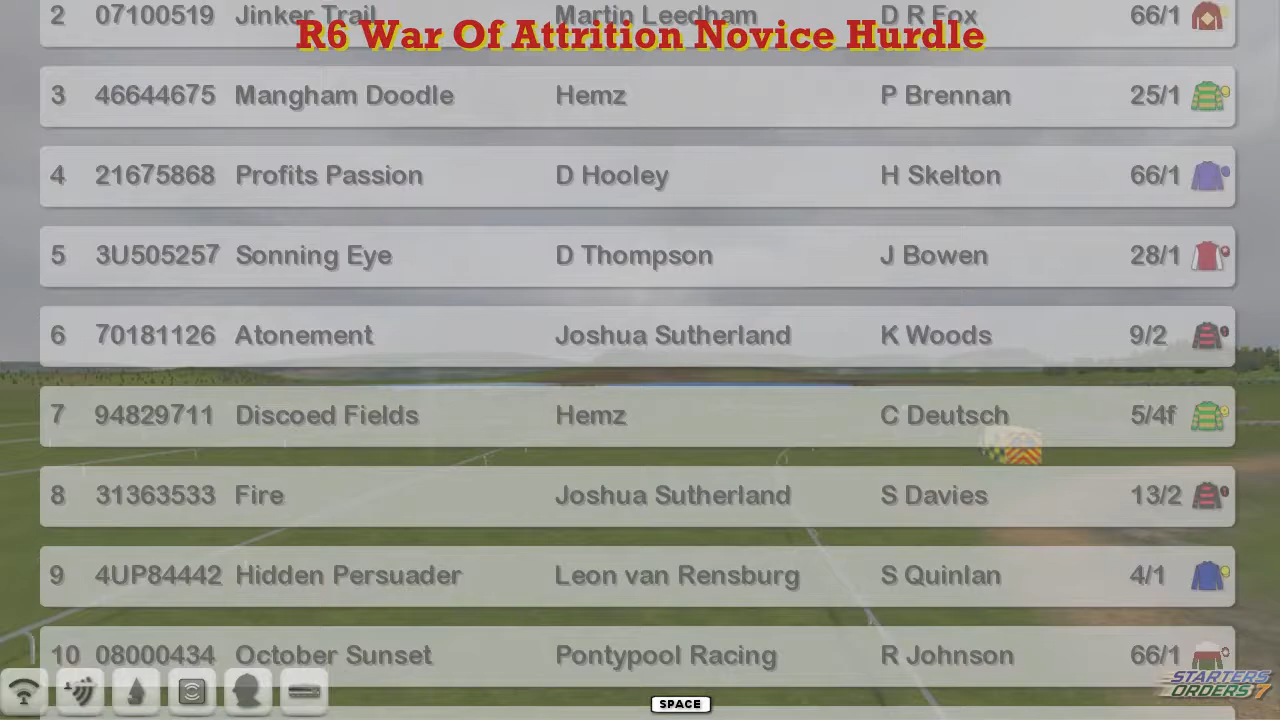 2 07100519 Jinker Trail Martin Leedham D R Fox 66/1
R6 War Of Attrition Novice Hurdle
3 46644675 Mangham Doodle Hemz P Brennan 25/1
4 21675868 Profits Passion D Hooley H Skelton 66/1
5 3U505257 Sonning Eye D Thompson J Bowen 28/1
6 70181126 Atonement Joshua Sutherland K Woods 9/2
7 94829711 Discoed Fields Hemz C Deutsch 5/4f
8 31363533 Fire Joshua Sutherland S Davies 13/2
9 4UP84442 Hidden Persuader Leon van Rensburg S Quinlan 4/1
10 08000434 October Sunset Pontypool Racing R Johnson 66/1
SPACE
STARTERS
ORDERS 7